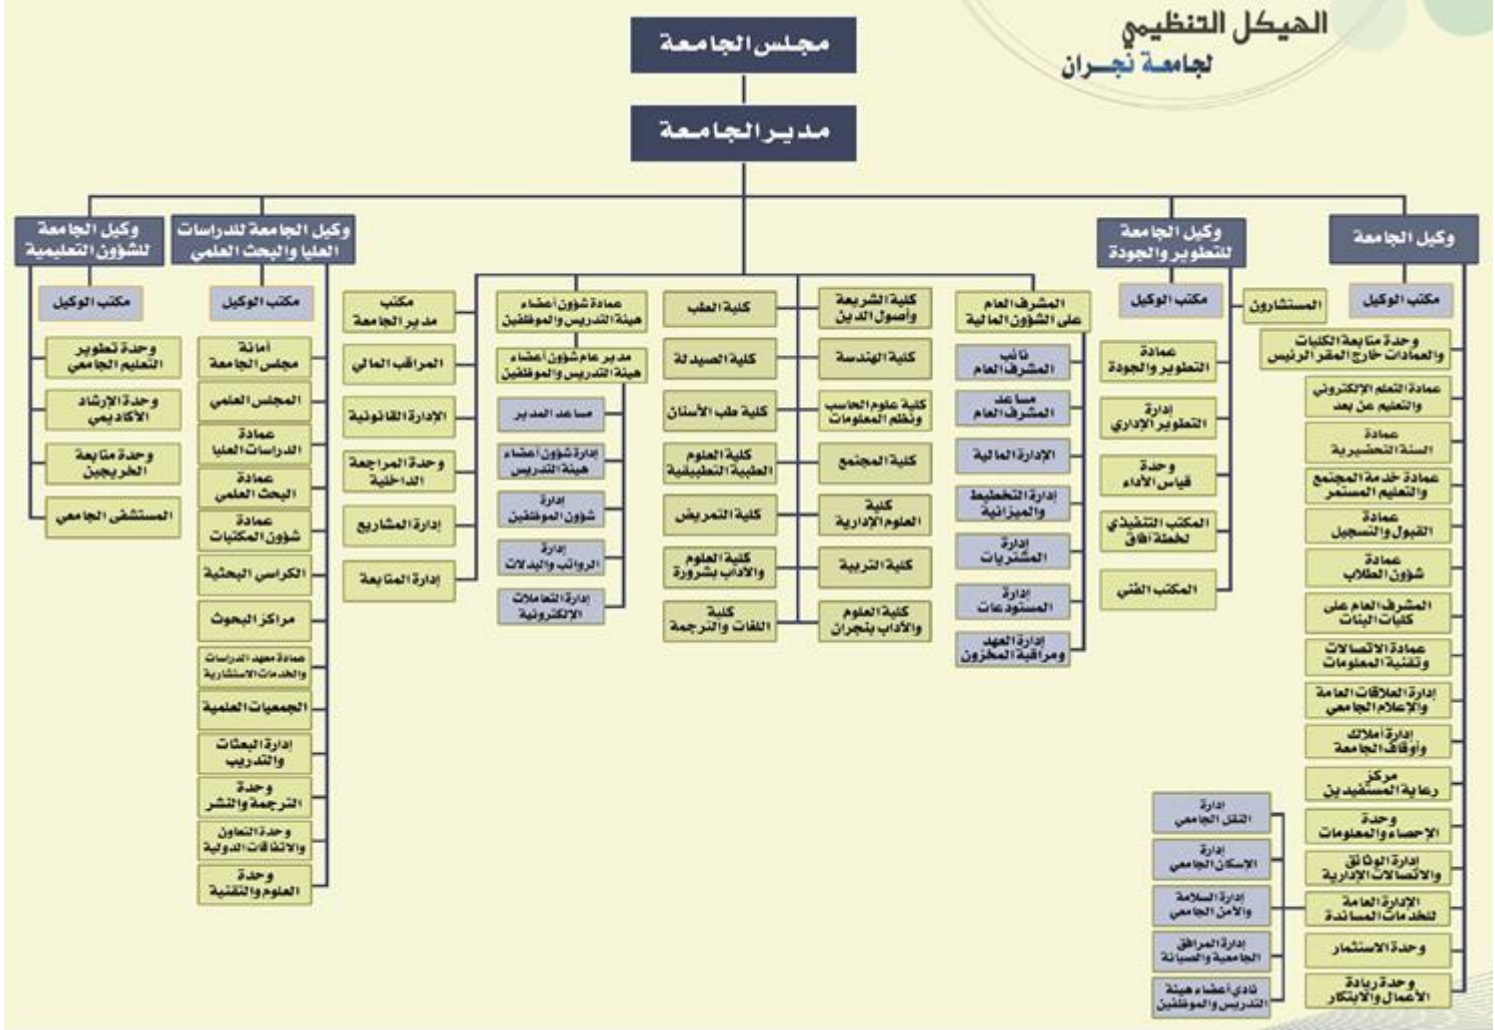 الهيكل التنظيمي
لجامعة نجران
مجلس الجامعة
مدير الجامعة
وكيل الجامعة
مكتب الوكيل
وحدة متابعة الكليات
والعمادات خارج المقر الرئيس
عمادة التعلم الإلكتروني
والتعليم عن بعد
عمادة
السنة التحضيرية
عمادة خدمة المجتمع
والتعليم المستمر
عمادة
القبول والتسجيل
عمادة
شؤون الطلاب
المشرف العام على
كليات البنات
عمادة الاتصالات
وتقنية المعلومات
إدارة العلاقات العامة
والإعلام الجامعي
إدارة أملاك
وأوقاف الجامعة
مركز
رعاية المستفيدين
وحدة
الإحصاء والمعلومات
إدارة الوثائق
والاتصالات الإدارية
الإدارة العامة
للخدمات المساندة
وحدة الاستثمار
وحدة ريادة
الأعمال والابتكار
إدارة
النقل الجامعي
إدارة
الإسكان الجامعي
إدارة السلامة
والأمن الجامعي
إدارة المرافق
الجامعية والصيانة
نادي أعضاء هيئة
التدريس والموظفين
وكيل الجامعة
للتطوير والجودة
المستشارون
مكتب الوكيل
عمادة
التطوير والجودة
إدارة
التطوير الإداري
وحدة
قياس الأداء
المكتب التنفيذي
لخطة آفاق
المكتب الفني
المشرف العام
على الشؤون المالية
نائب
المشرف العام
مساعد
المشرف العام
الإدارة المالية
إدارة التخطيط
والميزانية
إدارة
المشتريات
إدارة
المستودعات
إدارة العهد
ومراقبة المخزون
كلية الشريعة
وأصول الدين
كلية الهندسة
كلية علوم الحاسب
ونظم المعلومات
كلية المجتمع
كلية
العلوم الإدارية
كلية التربية
كلية العلوم
والآداب بنجران
كلية الطب
كلية الصيدلة
كلية طب الأسنان
كلية العلوم
الطبية التطبيقية
كلية التمريض
كلية العلوم
والآداب بشرورة
كلية
اللغات والترجمة
عمادة شؤون أعضاء
هيئة التدريس والموظفين
مدير عام شؤون أعضاء
هيئة التدريس والموظفين
مساعد المدير
إدارة شؤون أعضاء
هيئة التدريس
إدارة
شؤون الموظفين
إدارة
الرواتب والبدلات
إدارة التعاملات
الإلكترونية
مكتب
مدير الجامعة
المراقب المالي
الإدارة القانونية
وحدة المراجعة
الداخلية
إدارة المشاريع
إدارة المتابعة
وكيل الجامعة للدراسات
العليا والبحث العلمي
مكتب الوكيل
أمانة
مجلس الجامعة
المجلس العلمي
عمادة
الدراسات العليا
عمادة
البحث العلمي
عمادة
شؤون المكتبات
الكراسي البحثية
مراكز البحوث
عمادة معهد الدراسات
والخدمات الاستشارية
الجمعيات العلمية
إدارة البعثات
والتدريب
وحدة
الترجمة والنشر
وحدة التعاون
والاتفاقات الدولية
وحدة
العلوم والتقنية
وكيل الجامعة
للشؤون التعليمية
مكتب الوكيل
وحدة تطوير
التعليم الجامعي
وحدة الإرشاد
الأكاديمي
وحدة متابعة
الخريجين
المستشفى الجامعي